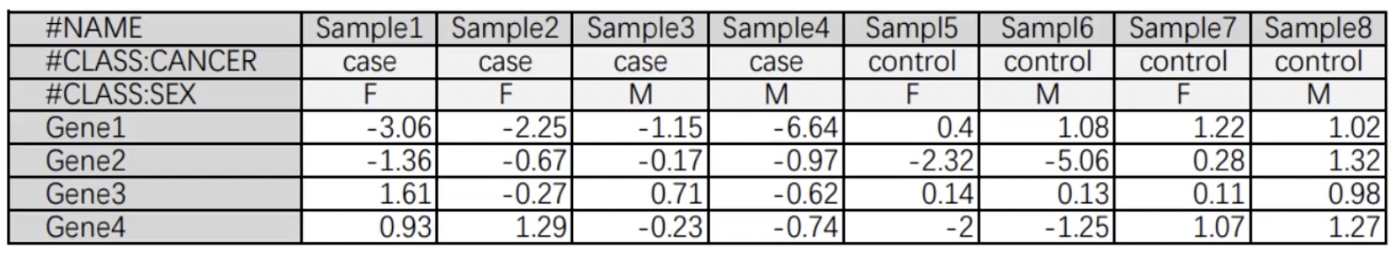 #NAME Sample1 Sample2 Sample3 Sample4 Sampl5 Sampl6 Sample7 Sample8
#CLASS:CANCER case case case case control control control control
#CLASS:SEX F F M M F M F M
Gene1 -3.06 -2.25 -1.15 -6.64 0.4 1.08 1.22 1.02
Gene2 -1.36 -0.67 -0.17 -0.97 -2.32 -5.06 0.28 1.32
Gene3 1.61 -0.27 0.71 -0.62 0.14 0.13 0.11 0.98
Gene4 0.93 1.29 -0.23 -0.74 -2 -1.25 1.07 1.27